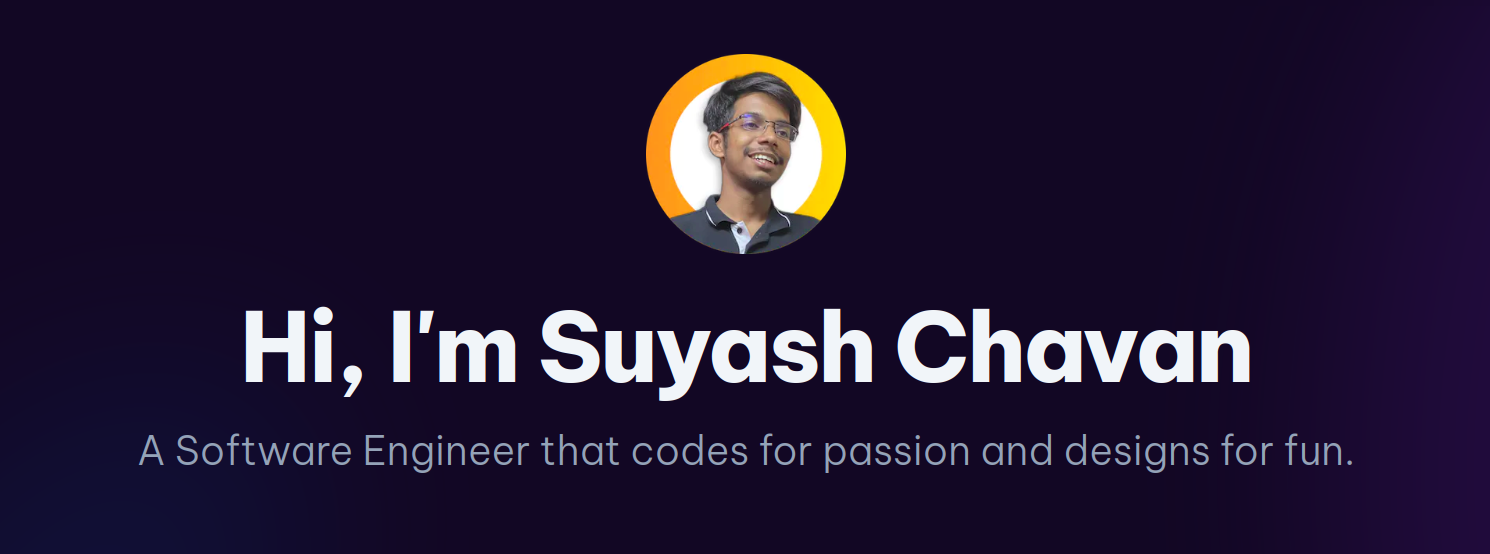 Hi, I'm Suyash Chavan
A Software Engineer that codes for passion and designs for fun.